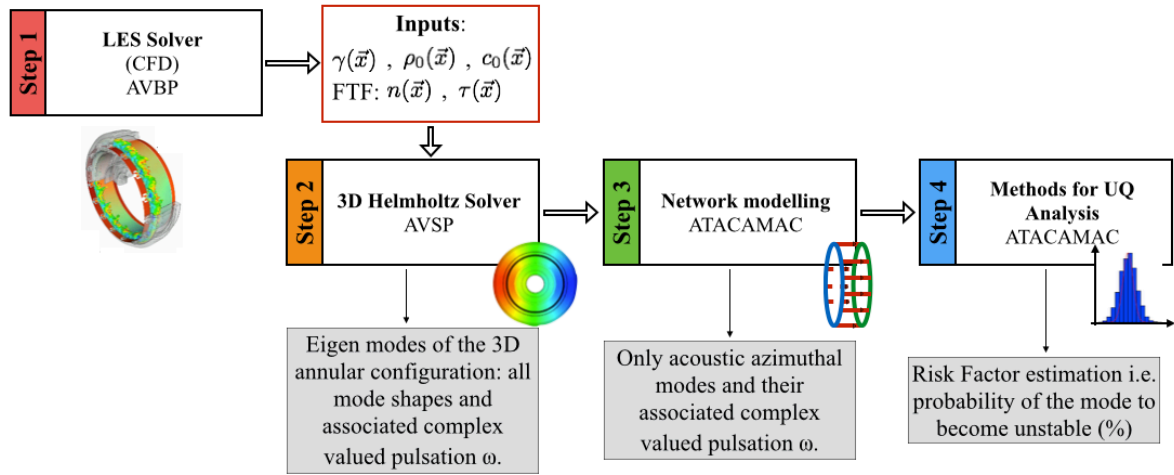 Step 1
LES Solver
(CFD)
AVBP
Inputs:
γ(x⃗) , ρ₀(x⃗) , c₀(x⃗)
FTF: n(x⃗) , τ(x⃗)
Step 2
3D Helmholtz Solver
AVSP
Step 3
Network modelling
ATACAMAC
Step 4
Methods for UQ
Analysis
ATACAMAC
Eigen modes of the 3D
annular configuration: all
mode shapes and
associated complex
valued pulsation ω.
Only acoustic azimuthal
modes and their
associated complex
valued pulsation ω.
Risk Factor estimation i.e.
probability of the mode to
become unstable (%)